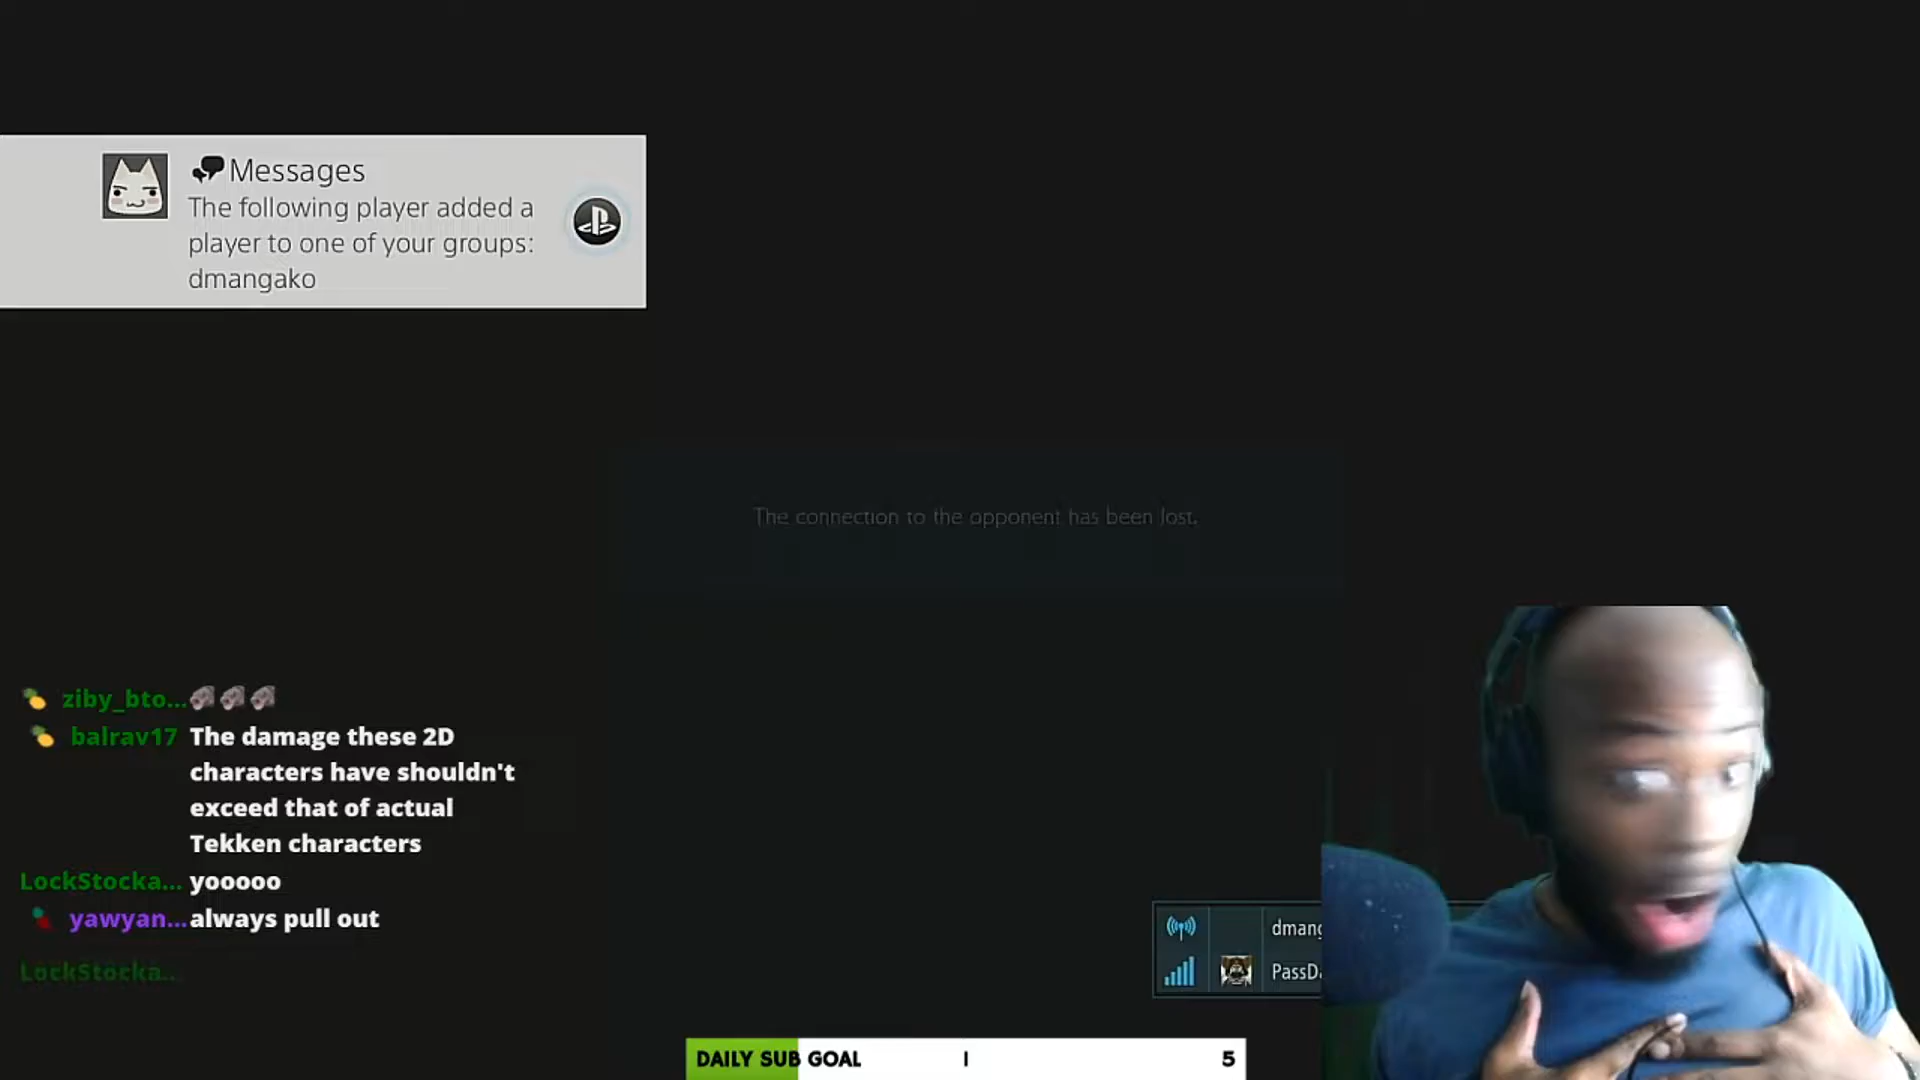 Messages
The following player added a
player to one of your groups:
dmangako
The connection to the opponent has been lost.
ziby_bto...
balrav17 The damage these 2D
characters have shouldn't
exceed that of actual
Tekken characters
LockStocka... yooooo
yawyan... always pull out
LockStocka...
dmang
PassDa
DAILY SUB GOAL 1 5